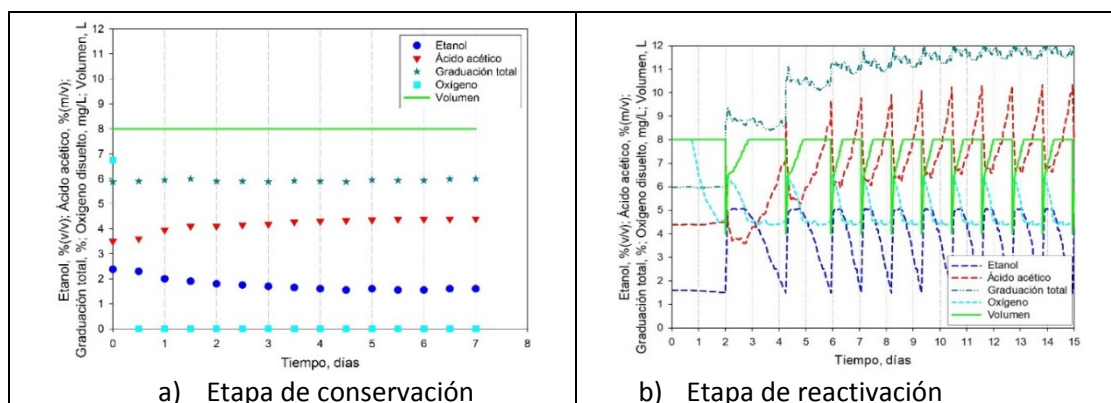 12
11
10
9
8
7
6
5
4
3
2
1
0
Etanol, %(v/v); Ácido acético, %(m/v);
Graduación total, %; Oxígeno disuelto, mg/L; Volumen, L
Etanol
Ácido acético
Graduación total
Oxígeno
Volumen
0 1 2 3 4 5 6 7 8
Tiempo, días
a) Etapa de conservación
12
11
10
9
8
7
6
5
4
3
2
1
0
Etanol, %(v/v); Ácido acético, %(m/v);
Graduación total, %; Oxígeno disuelto, mg/L; Volumen, L
Etanol
Ácido acético
Graduación total
Oxígeno
Volumen
0 1 2 3 4 5 6 7 8 9 10 11 12 13 14 15
Tiempo, días
b) Etapa de reactivación